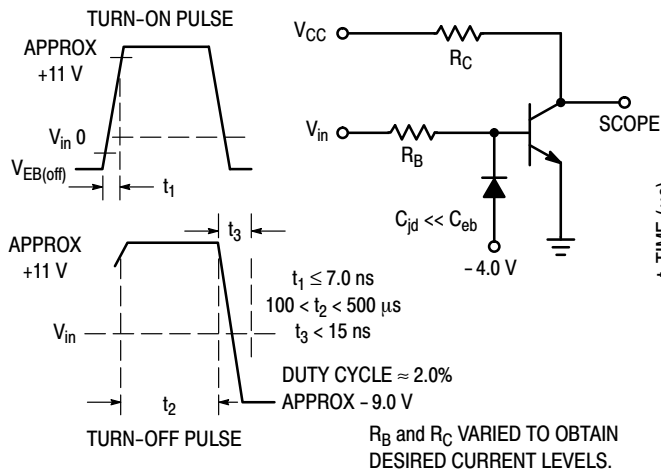 TURN-ON PULSE
APPROX
+11 V
V_in 0
V_EB(off)
t_1
V_CC
R_C
V_in
R_B
SCOPE
C_jd << C_eb
-4.0 V
t_3
APPROX
+11 V
t_1 ≤ 7.0 ns
100 < t_2 < 500 μs
t_3 < 15 ns
V_in
DUTY CYCLE ≈ 2.0%
t_2
APPROX -9.0 V
TURN-OFF PULSE
R_B and R_C VARIED TO OBTAIN
DESIRED CURRENT LEVELS.